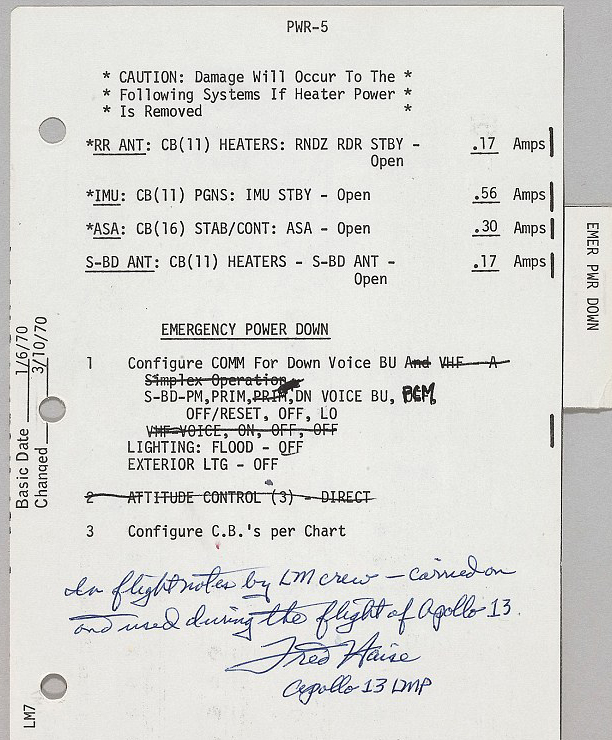 PWR-5
* CAUTION: Damage Will Occur To The *
* Following Systems If Heater Power *
* Is Removed *
*RR ANT: CB(11) HEATERS: RNDZ RDR STBY - .17 Amps
Open
*IMU: CB(11) PGNS: IMU STBY - Open .56 Amps
*ASA: CB(16) STAB/CONT: ASA - Open .30 Amps
S-BD ANT: CB(11) HEATERS - S-BD ANT - .17 Amps
Open
EMER PWR DOWN
EMERGENCY POWER DOWN
1 Configure COMM For Down Voice BU And VHF A
Simplex Operation
S-BD-PM,PRIM,PRIM,DN VOICE BU, PCM,
OFF/RESET, OFF, LO
VHF-VOICE, ON, OFF, OFF
LIGHTING: FLOOD - OFF
EXTERIOR LTG - OFF
2 ATTITUDE CONTROL (3) - DIRECT
3 Configure C.B.'s per Chart
Basic Date 1/6/70
Changed 3/10/70
In flight notes by LM crew - carried on
and used during the flight of Apollo 13.
Fred Haise
Apollo 13 LMP
LM7